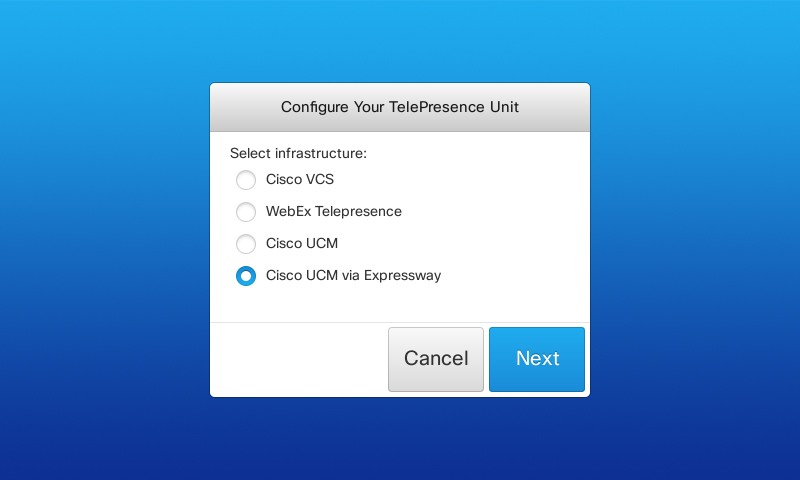 Configure Your TelePresence Unit
Select infrastructure:
Cisco VCS
WebEx Telepresence
Cisco UCM
Cisco UCM via Expressway
Cancel Next